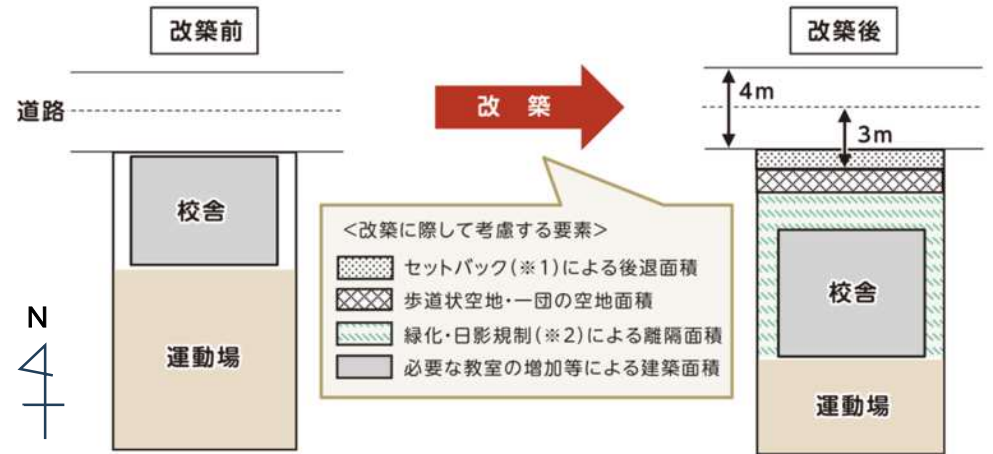 改築前
道路
校舎
運動場
N
改築
<改築に際して考慮する要素>
セットバック(※1)による後退面積
歩道状空地・一団の空地面積
緑化・日影規制(※2)による離隔面積
必要な教室の増加等による建築面積
改築後
4m
3m
校舎
運動場